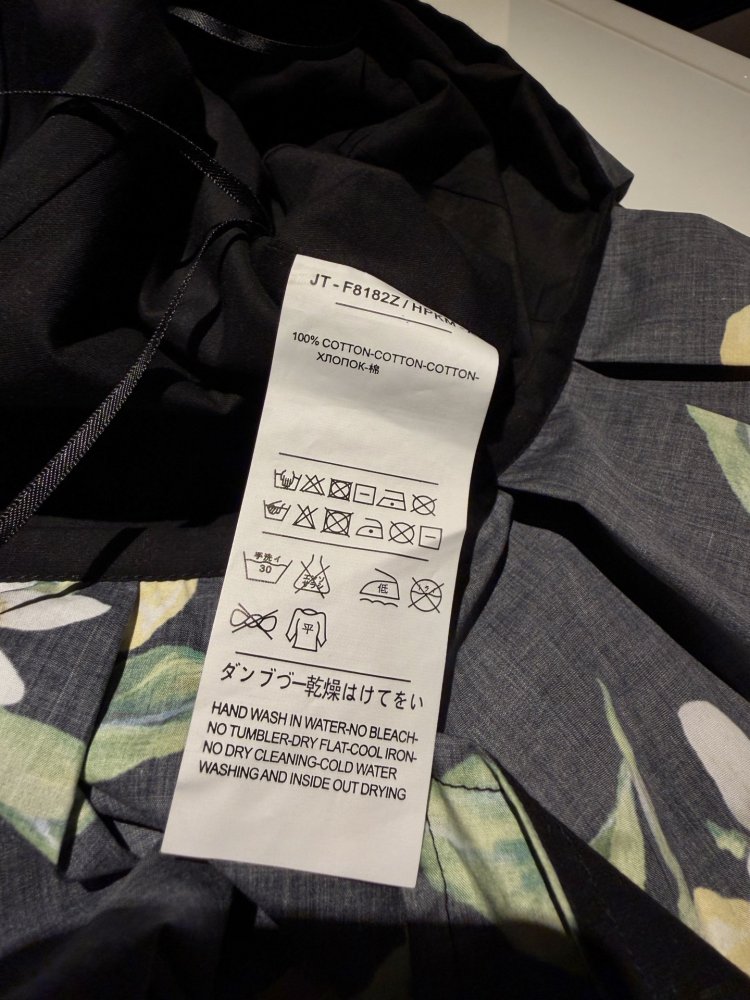 JT - F8182Z / HPKM
100% COTTON-COTTON-COTTON-
ХЛОПОК-棉
手洗イ
30
低
平
ダンブづー乾燥はけてをい
HAND WASH IN WATER-NO BLEACH-
NO TUMBLER-DRY FLAT-COOL IRON-
NO DRY CLEANING-COLD WATER
WASHING AND INSIDE OUT DRYING